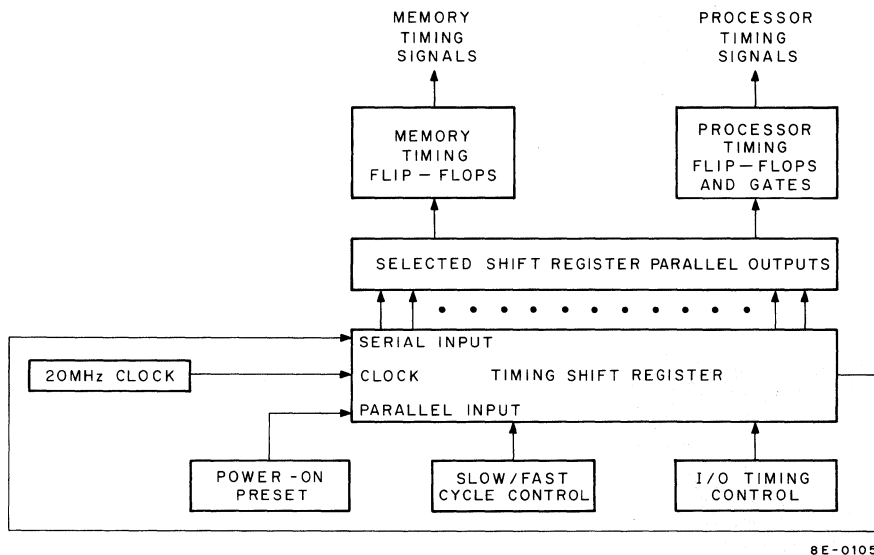 MEMORY
TIMING
SIGNALS
PROCESSOR
TIMING
SIGNALS
MEMORY
TIMING
FLIP-FLOPS
PROCESSOR
TIMING
FLIP-FLOPS
AND GATES
SELECTED SHIFT REGISTER PARALLEL OUTPUTS
SERIAL INPUT
20MHz CLOCK
CLOCK
TIMING SHIFT REGISTER
PARALLEL INPUT
POWER-ON
PRESET
SLOW/FAST
CYCLE CONTROL
I/O TIMING
CONTROL
8E-0105